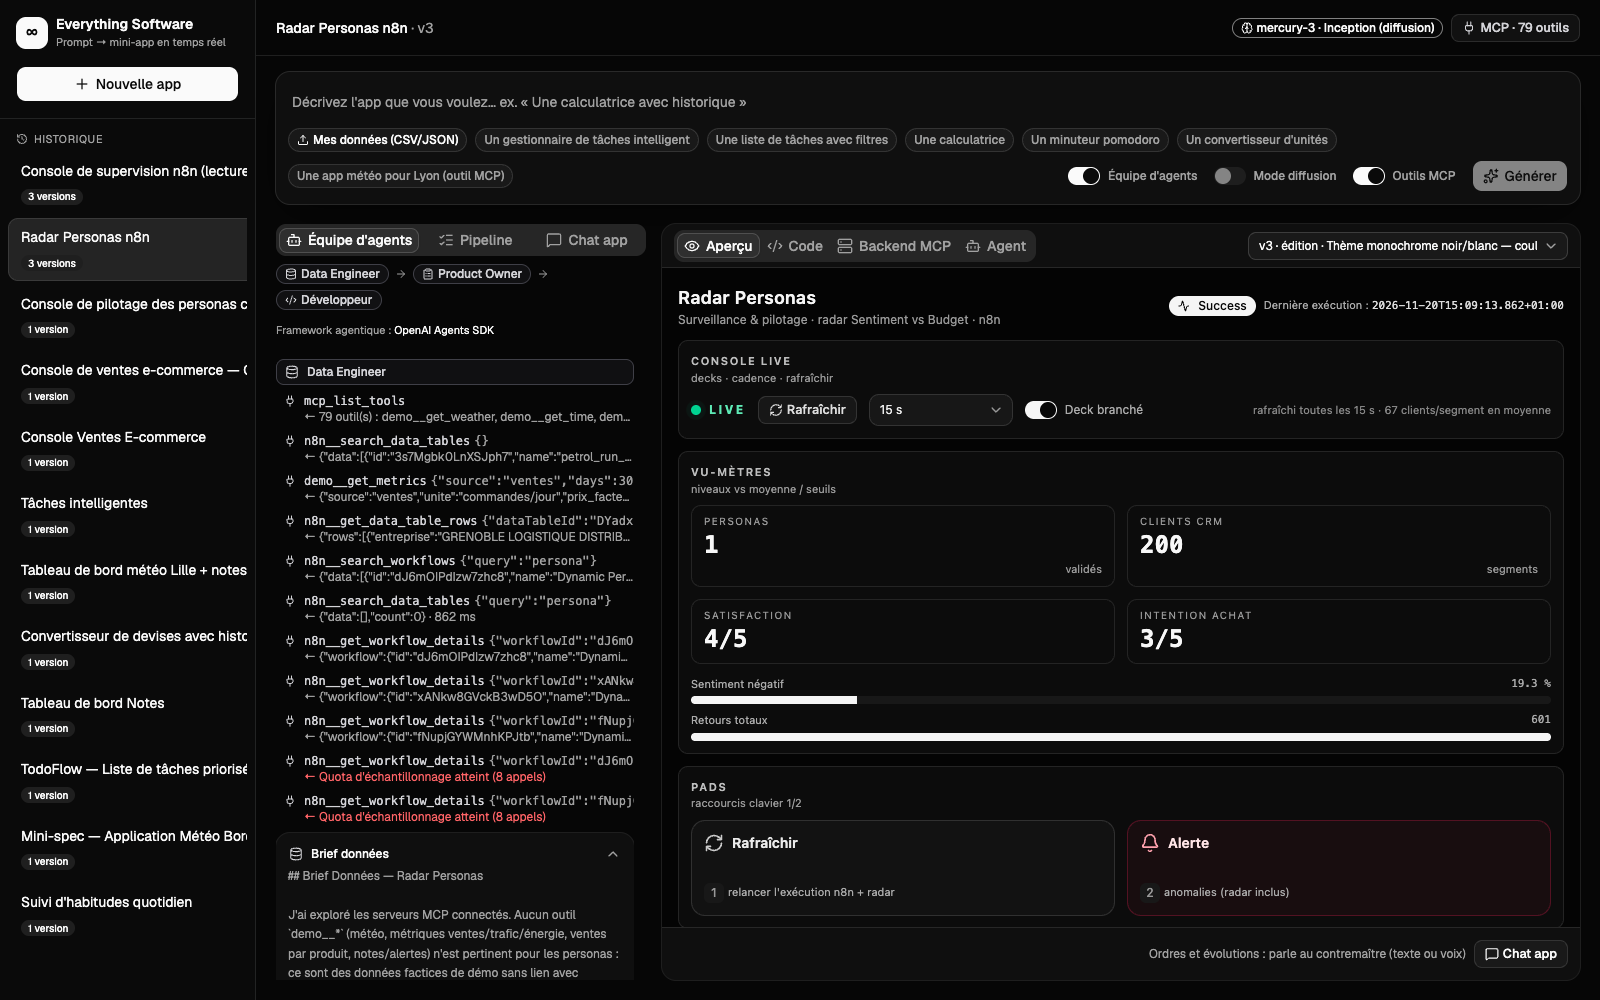 Everything Software
Prompt → mini-app en temps réel
Nouvelle app
HISTORIQUE
Console de supervision n8n (lecture
3 versions
Radar Personas n8n
3 versions
Console de pilotage des personas c
1 version
Console de ventes e-commerce —
1 version
Console Ventes E-commerce
1 version
Tâches intelligentes
1 version
Tableau de bord météo Lille + notes
1 version
Convertisseur de devises avec histo
1 version
Tableau de bord Notes
1 version
TodoFlow — Liste de tâches priorisé
1 version
Mini-spec — Application Météo Bor
1 version
Suivi d'habitudes quotidien
1 version
Radar Personas n8n · v3
mercury-3 · Inception (diffusion)
MCP · 79 outils
Décrivez l'app que vous voulez... ex. « Une calculatrice avec historique »
Mes données (CSV/JSON)
Un gestionnaire de tâches intelligent
Une liste de tâches avec filtres
Une calculatrice
Un minuteur pomodoro
Un convertisseur d'unités
Une app météo pour Lyon (outil MCP)
Équipe d'agents
Mode diffusion
Outils MCP
Générer
Équipe d'agents
Pipeline
Chat app
Data Engineer → Product Owner →
Développeur
Framework agentique : OpenAI Agents SDK
Data Engineer
mcp_list_tools
← 79 outil(s) : demo__get_weather, demo__get_time, dem...
n8n__search_data_tables {}
← {"data":[{"id":"3s7Mgbk0LnXSJph7","name":"petrol_run_...
demo__get_metrics {"source":"ventes","days":30
← {"source":"ventes","unite":"commandes/jour","prix_facte...
n8n__get_data_table_rows {"dataTableId":"DYadx
← {"rows":[{"entreprise":"GRENOBLE LOGISTIQUE DISTRIB...
n8n__search_workflows {"query":"persona"}
← {"data":[{"id":"dJ6mOIPdIzw7zhc8","name":"Dynamic Per...
n8n__search_data_tables {"query":"persona"}
← {"data":[],"count":0} · 862 ms
n8n__get_workflow_details {"workflowId":"dJ6mO
← {"workflow":{"id":"dJ6mOIPdIzw7zhc8","name":"Dynami...
n8n__get_workflow_details {"workflowId":"xANkw
← {"workflow":{"id":"xANkw8GVckB3wD5O","name":"Dyna...
n8n__get_workflow_details {"workflowId":"fNupj
← {"workflow":{"id":"fNupjGYWMnhKPJtb","name":"Dynami...
n8n__get_workflow_details {"workflowId":"dJ6mO
← Quota d'échantillonnage atteint (8 appels)
n8n__get_workflow_details {"workflowId":"fNupj
← Quota d'échantillonnage atteint (8 appels)
Brief données
## Brief Données — Radar Personas
J'ai exploré les serveurs MCP connectés. Aucun outil
`demo__*` (météo, métriques ventes/trafic/énergie, ventes
par produit, notes/alertes) n'est pertinent pour les personas :
ce sont des données factices de démo sans lien avec
Aperçu
Code
Backend MCP
Agent
v3 · édition · Thème monochrome noir/blanc — coul
Radar Personas
Surveillance & pilotage · radar Sentiment vs Budget · n8n
Success
Dernière exécution : 2026-11-20T15:09:13.862+01:00
CONSOLE LIVE
decks · cadence · rafraîchir
LIVE
Rafraîchir
15 s
Deck branché
rafraîchi toutes les 15 s · 67 clients/segment en moyenne
VU-MÈTRES
niveaux vs moyenne / seuils
PERSONAS
1
validés
CLIENTS CRM
200
segments
SATISFACTION
4/5
INTENTION ACHAT
3/5
Sentiment négatif
19.3 %
Retours totaux
601
PADS
raccourcis clavier 1/2
Rafraîchir
1 relancer l'exécution n8n + radar
Alerte
2 anomalies (radar inclus)
Ordres et évolutions : parle au contremaître (texte ou voix)
Chat app